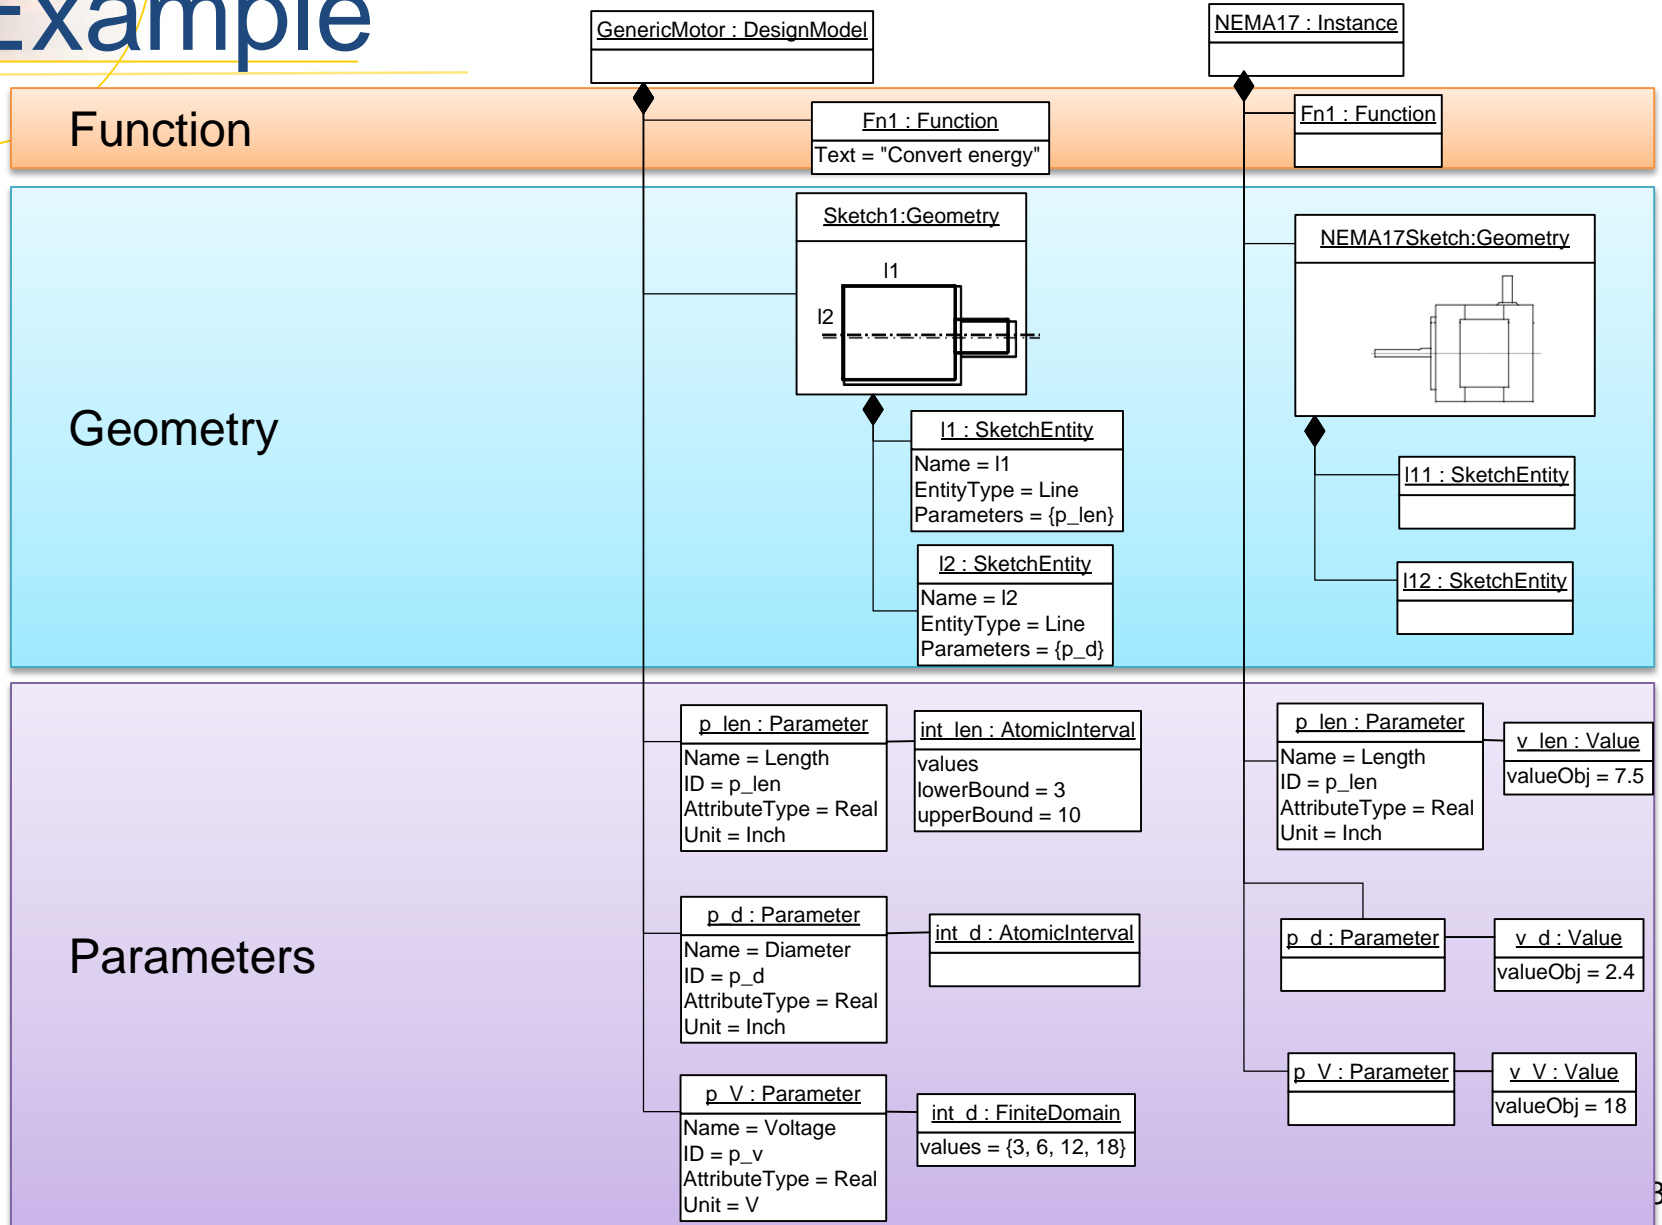 Example
GenericMotor : DesignModel
NEMA17 : Instance
Function
Fn1 : Function
Text = "Convert energy"
Fn1 : Function
Geometry
Sketch1:Geometry
l1
l2
l1 : SketchEntity
Name = l1
EntityType = Line
Parameters = {p_len}
l2 : SketchEntity
Name = l2
EntityType = Line
Parameters = {p_d}
NEMA17Sketch:Geometry
l11 : SketchEntity
l12 : SketchEntity
Parameters
p_len : Parameter
Name = Length
ID = p_len
AttributeType = Real
Unit = Inch
int_len : AtomicInterval
values
lowerBound = 3
upperBound = 10
p_d : Parameter
Name = Diameter
ID = p_d
AttributeType = Real
Unit = Inch
int_d : AtomicInterval
p_V : Parameter
Name = Voltage
ID = p_v
AttributeType = Real
Unit = V
int_d : FiniteDomain
values = {3, 6, 12, 18}
p_len : Parameter
Name = Length
ID = p_len
AttributeType = Real
Unit = Inch
v_len : Value
valueObj = 7.5
p_d : Parameter
v_d : Value
valueObj = 2.4
p_V : Parameter
v_V : Value
valueObj = 18